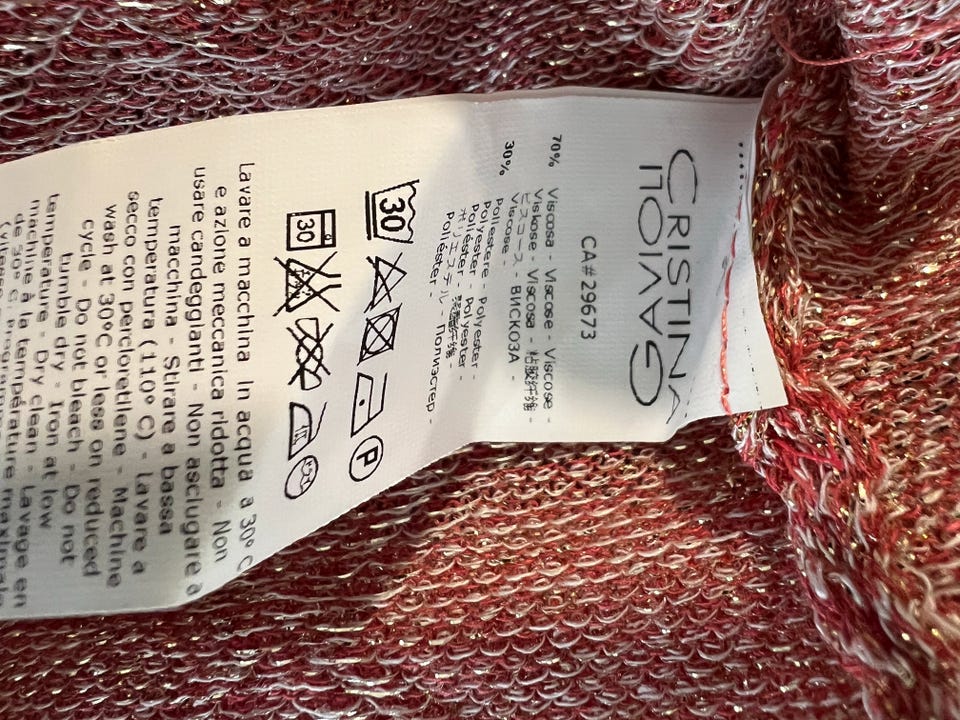 CRISTINA
GAVIOLI
CA#29673
70% Viscosa - Viscose -
Viskose - Viscosa - 粘胶纤维 -
ビスコース - ВИСКОЗА -
Viscose -
30% Poliestere - Polyester -
Polyester - Polyester -
Poliéster - 聚酯纤维 -
ポリエステル - Полиэстер -
Poliéster -
30 P
30
Lavare a macchina in acqua a 30° C
e azione meccanica ridotta - Non
usare candeggianti - Non asciugare a
macchina - Stirare a bassa
temperatura (110° C) - Lavare a
secco con percloretilene - Machine
wash at 30°C or less on reduced
cycle - Do not bleach - Do not
tumble dry - Iron at low
temperature - Dry clean - Lavage en
machine à la température maximale
de 30° C